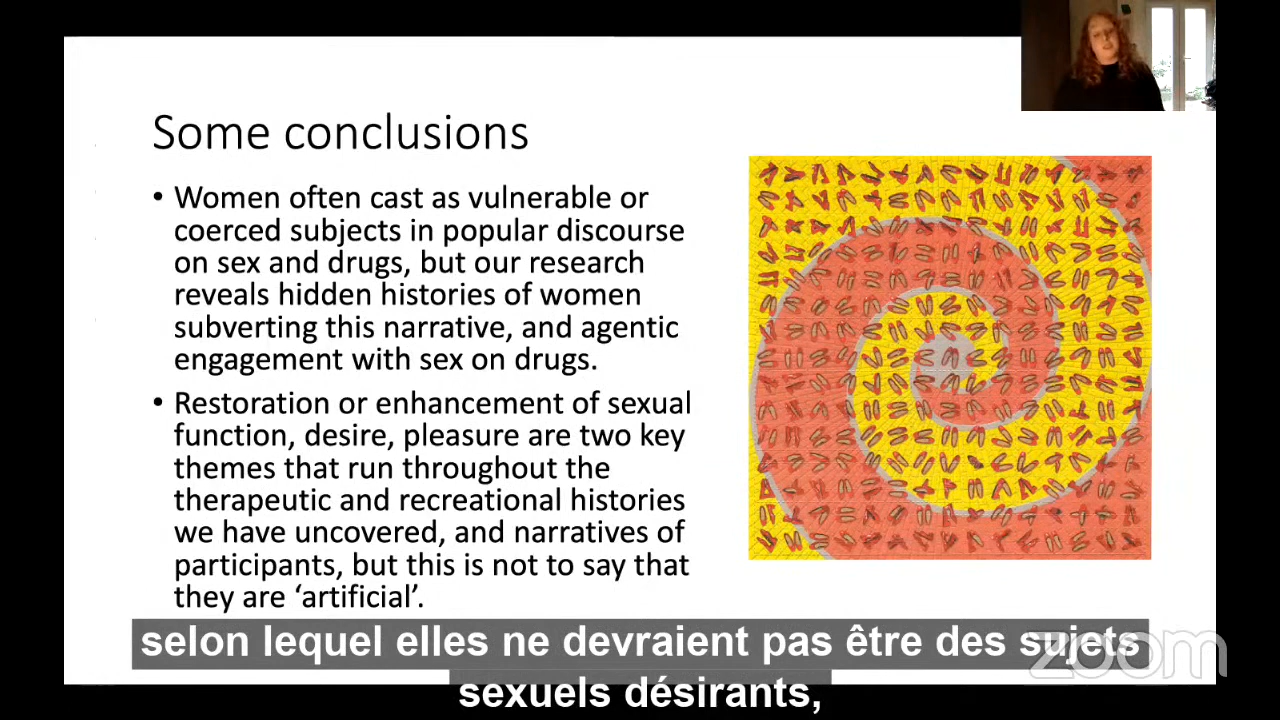 Some conclusions
• Women often cast as vulnerable or
coerced subjects in popular discourse
on sex and drugs, but our research
reveals hidden histories of women
subverting this narrative, and agentic
engagement with sex on drugs.
• Restoration or enhancement of sexual
function, desire, pleasure are two key
themes that run throughout the
therapeutic and recreational histories
we have uncovered, and narratives of
participants, but this is not to say that
they are ‘artificial’.
selon lequel elles ne devraient pas être des sujets
sexuels désirants,
zoom